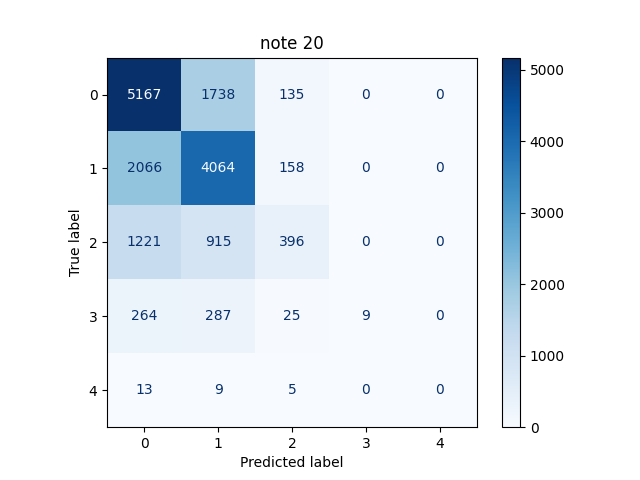 note 20
0 5167 1738 135 0 0
1 2066 4064 158 0 0
2 1221 915 396 0 0
3 264 287 25 9 0
4 13 9 5 0 0
0 1 2 3 4
True label
Predicted label
5000
4000
3000
2000
1000
0